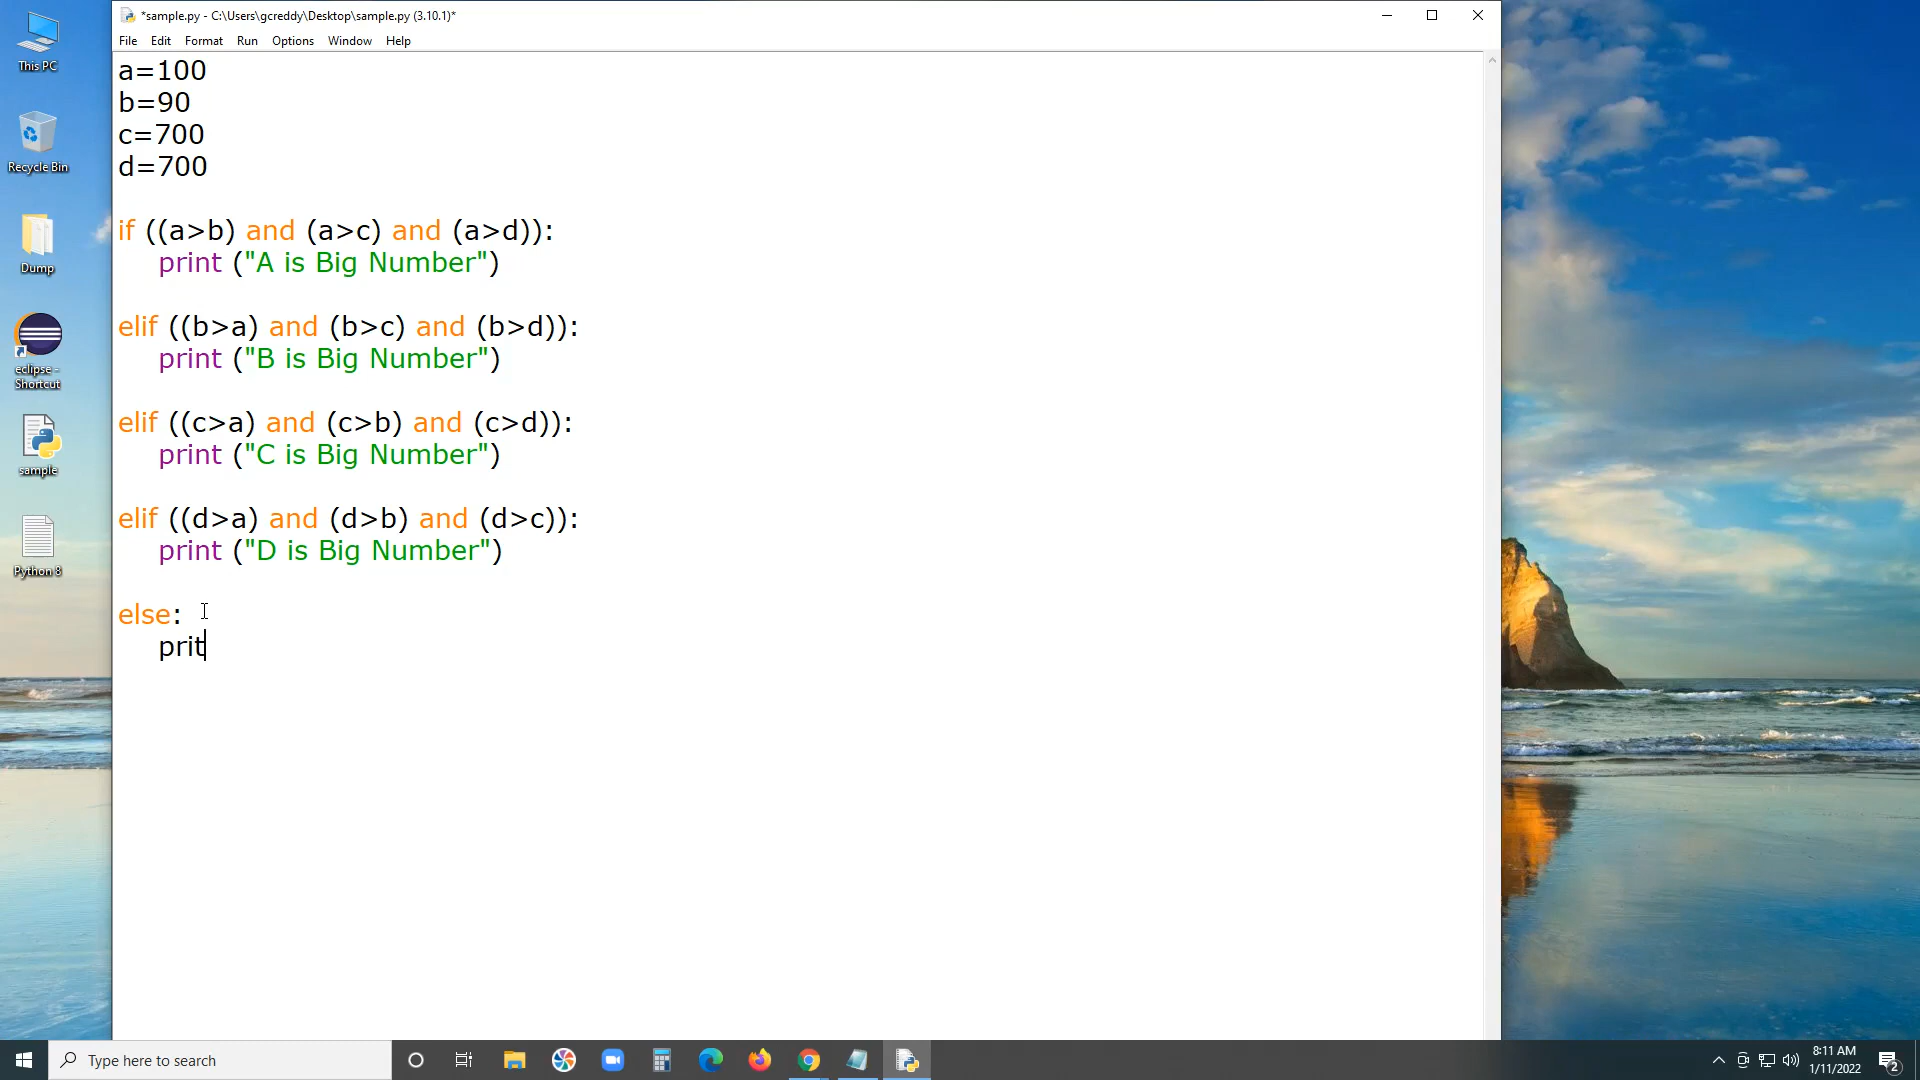 *sample.py - C:\Users\gcreddy\Desktop\sample.py (3.10.1)*
File Edit Format Run Options Window Help
a=100
b=90
c=700
d=700
if ((a>b) and (a>c) and (a>d)):
print ("A is Big Number")
elif ((b>a) and (b>c) and (b>d)):
print ("B is Big Number")
elif ((c>a) and (c>b) and (c>d)):
print ("C is Big Number")
elif ((d>a) and (d>b) and (d>c)):
print ("D is Big Number")
else:
prit
This PC
Recycle Bin
Dump
eclipse -
Shortcut
sample
Python 8
Type here to search
8:11 AM
1/11/2022
2